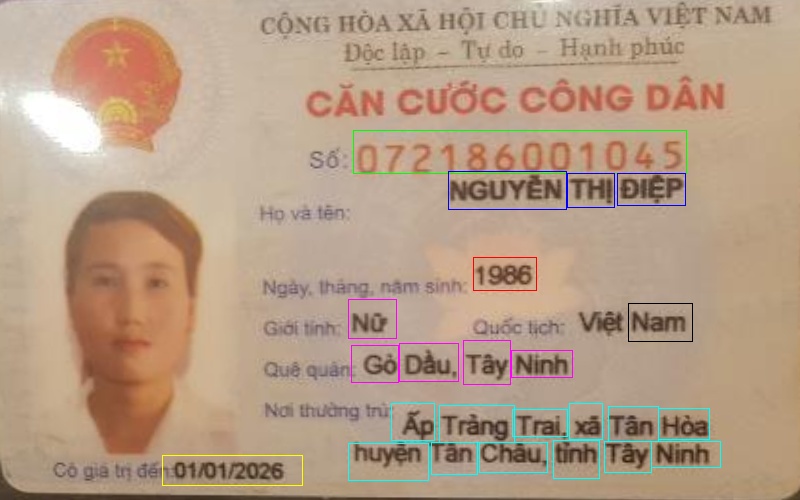 CỘNG HÒA XÃ HỘI CHỦ NGHĨA VIỆT NAM
Độc lập – Tự do – Hạnh phúc
CĂN CƯỚC CÔNG DÂN
Số: 072186001045
NGUYỄN THỊ ĐIỆP
Họ và tên:
Ngày, tháng, năm sinh: 1986
Giới tính: Nữ Quốc tịch: Việt Nam
Quê quán: Gò Dầu, Tây Ninh
Nơi thường trú: Ấp Trảng Trai, xã Tân Hòa
huyện Tân Châu, tỉnh Tây Ninh
Có giá trị đến: 01/01/2026